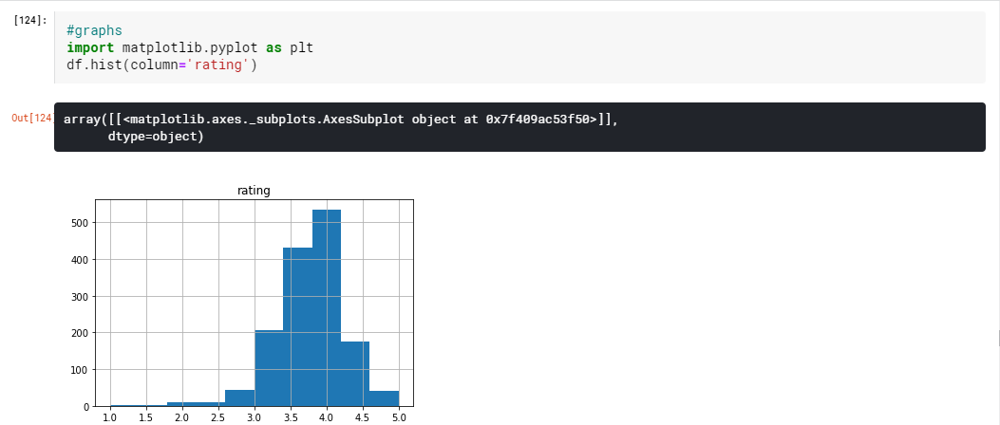 [124]:
#graphs
import matplotlib.pyplot as plt
df.hist(column='rating')
Out[124
array([[<matplotlib.axes._subplots.AxesSubplot object at 0x7f409ac53f50>]],
dtype=object)
rating
500
400
300
200
100
0
1.0 1.5 2.0 2.5 3.0 3.5 4.0 4.5 5.0